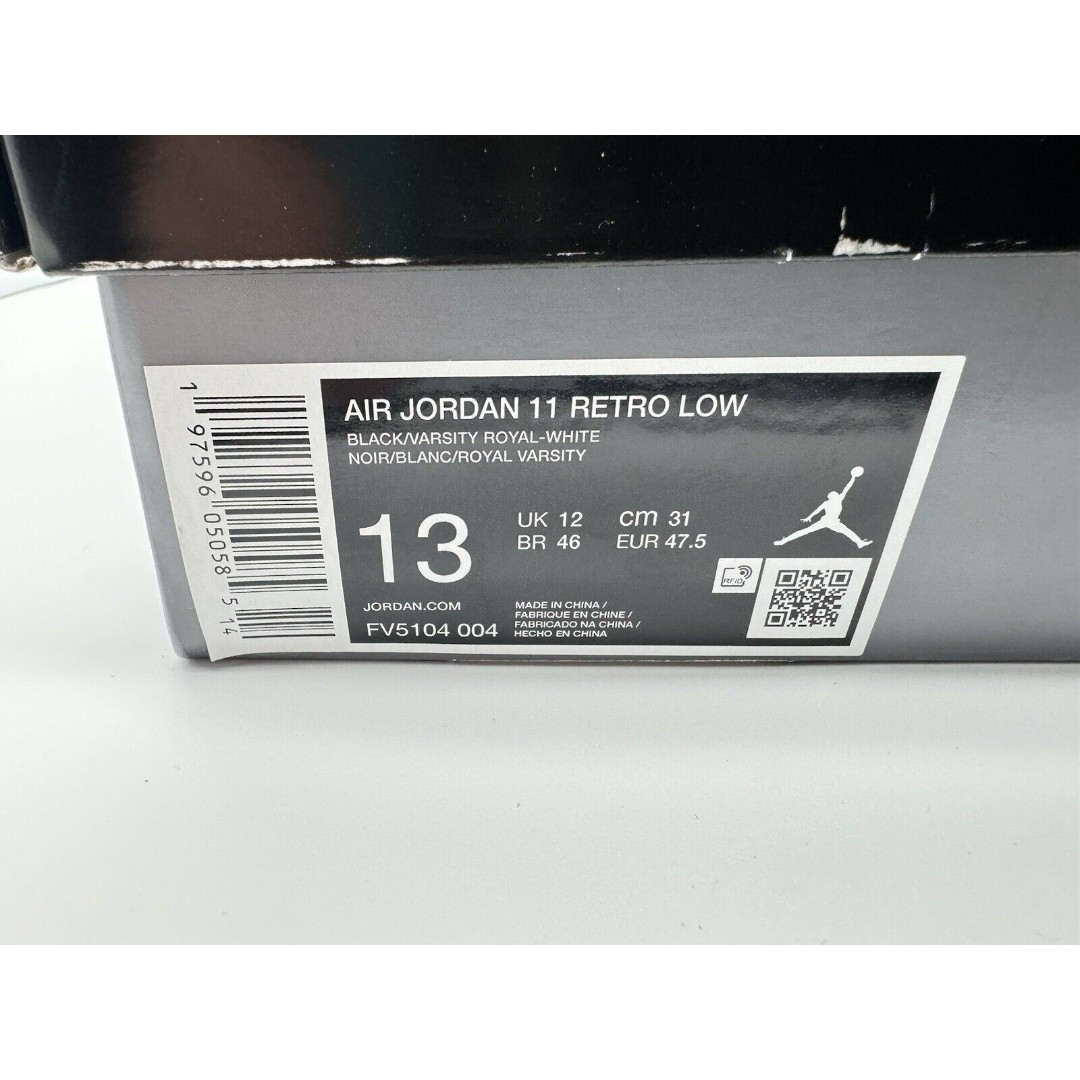 1 97596 05058 514
AIR JORDAN 11 RETRO LOW
BLACK/VARSITY ROYAL-WHITE
NOIR/BLANC/ROYAL VARSITY
13
UK 12 cm 31
BR 46 EUR 47.5
RFID
JORDAN.COM
FV5104 004
MADE IN CHINA /
FABRIQUE EN CHINE /
FABRICADO NA CHINA /
HECHO EN CHINA